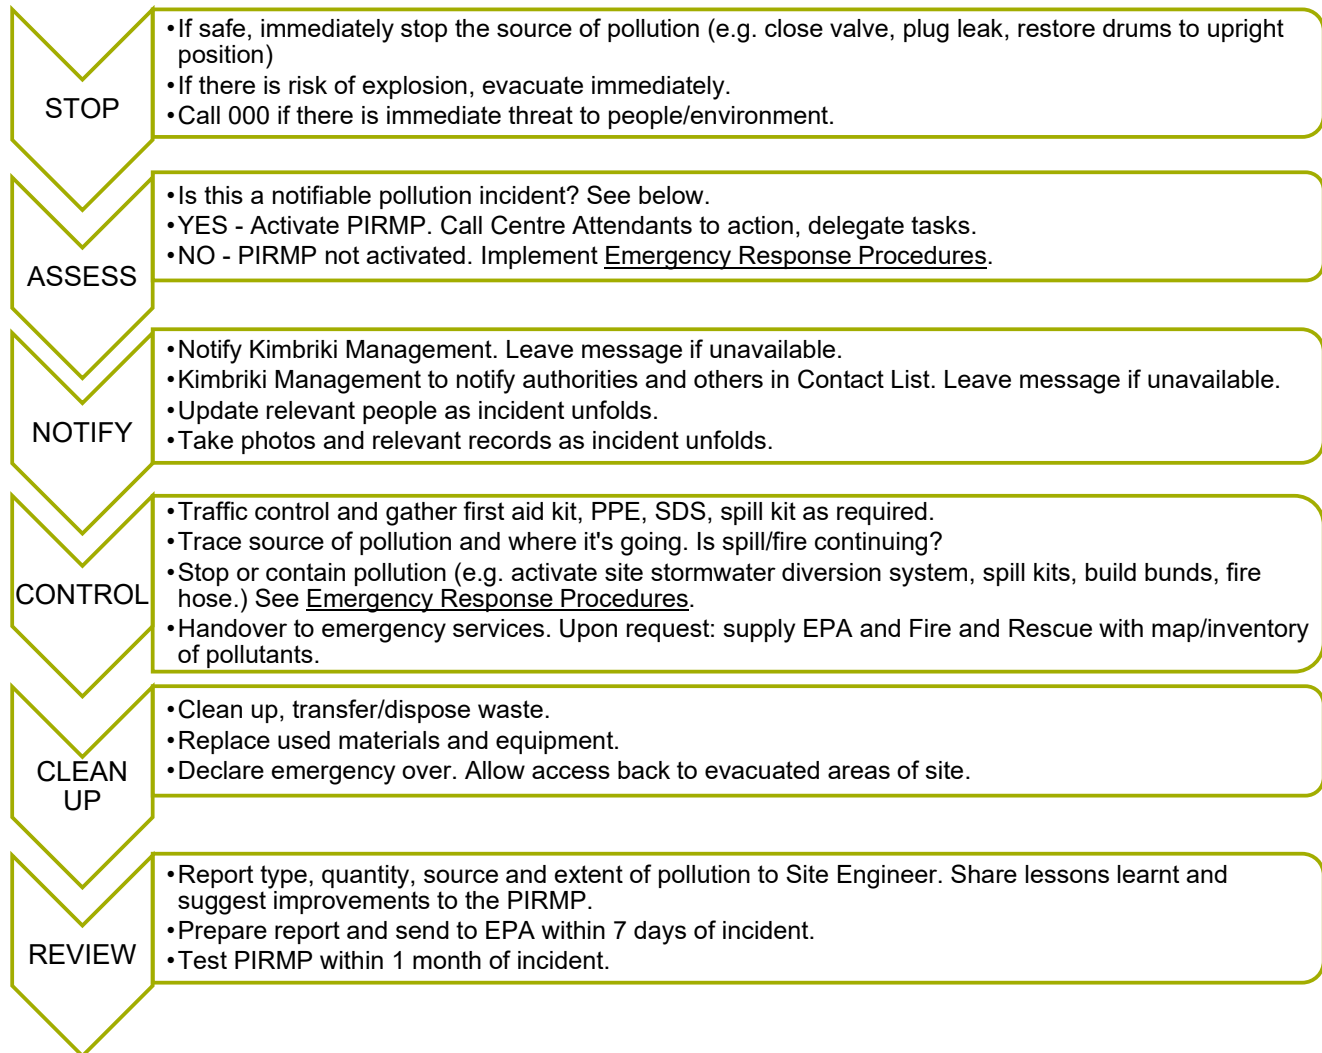 STOP
•If safe, immediately stop the source of pollution (e.g. close valve, plug leak, restore drums to upright
position)
•If there is risk of explosion, evacuate immediately.
•Call 000 if there is immediate threat to people/environment.
ASSESS
•Is this a notifiable pollution incident? See below.
•YES - Activate PIRMP. Call Centre Attendants to action, delegate tasks.
•NO - PIRMP not activated. Implement Emergency Response Procedures.
NOTIFY
•Notify Kimbriki Management. Leave message if unavailable.
•Kimbriki Management to notify authorities and others in Contact List. Leave message if unavailable.
•Update relevant people as incident unfolds.
•Take photos and relevant records as incident unfolds.
CONTROL
•Traffic control and gather first aid kit, PPE, SDS, spill kit as required.
•Trace source of pollution and where it's going. Is spill/fire continuing?
•Stop or contain pollution (e.g. activate site stormwater diversion system, spill kits, build bunds, fire
hose.) See Emergency Response Procedures.
•Handover to emergency services. Upon request: supply EPA and Fire and Rescue with map/inventory
of pollutants.
CLEAN
UP
•Clean up, transfer/dispose waste.
•Replace used materials and equipment.
•Declare emergency over. Allow access back to evacuated areas of site.
REVIEW
•Report type, quantity, source and extent of pollution to Site Engineer. Share lessons learnt and
suggest improvements to the PIRMP.
•Prepare report and send to EPA within 7 days of incident.
•Test PIRMP within 1 month of incident.